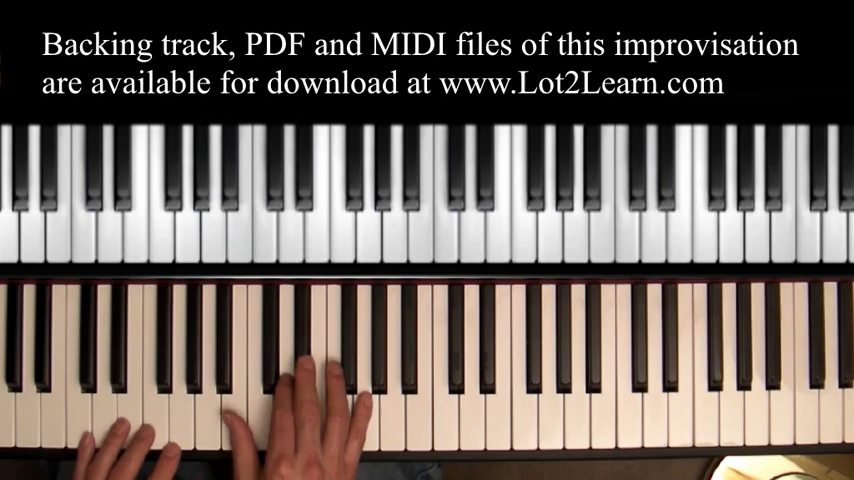 Backing track, PDF and MIDI files of this improvisation
are available for download at www.Lot2Learn.com